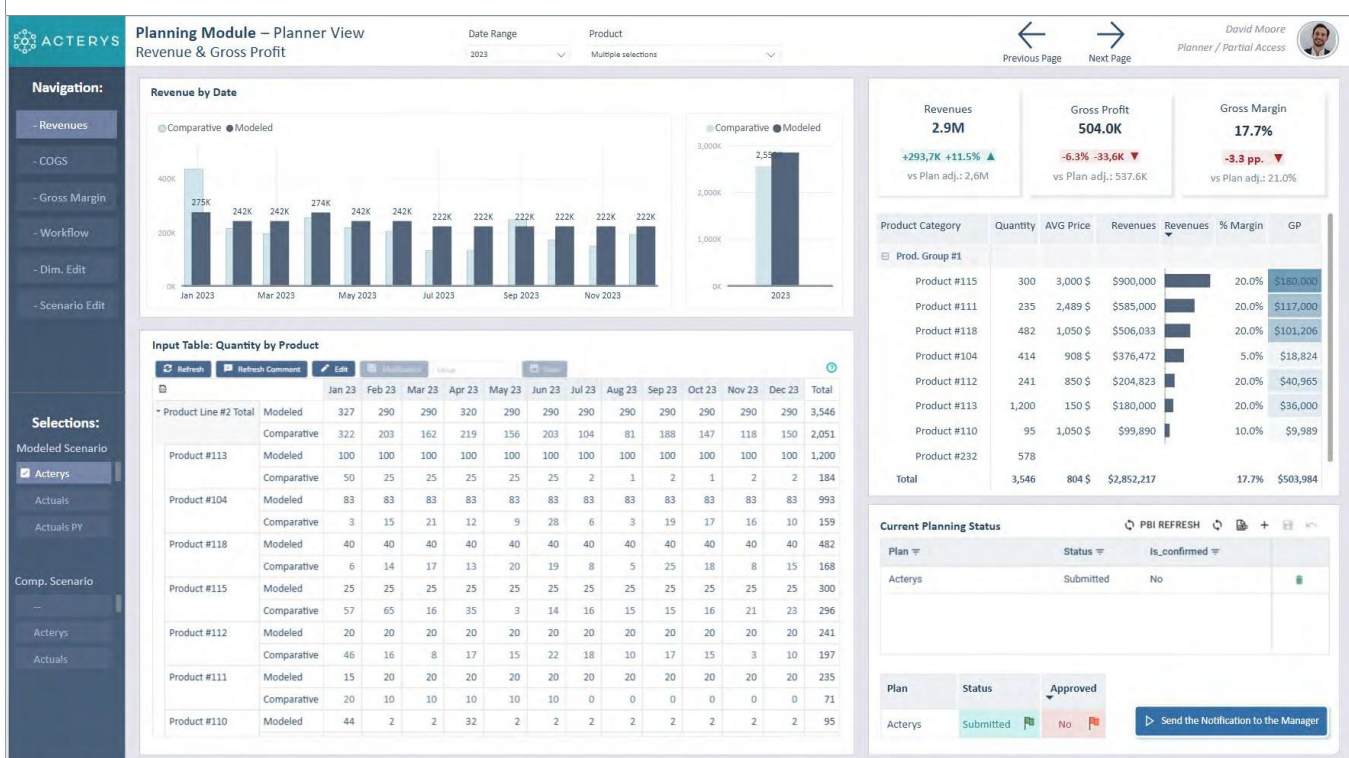 ACTERYS
Planning Module – Planner View
Revenue & Gross Profit
Date Range
2023
Product
Multiple selections
Previous Page
Next Page
David Moore
Planner / Partial Access
Navigation:
- Revenues
- COGS
- Gross Margin
- Workflow
- Dim. Edit
- Scenario Edit
Selections:
Modeled Scenario
Acterys
Actuals
Actuals PY
Comp. Scenario
—
Acterys
Actuals
Revenue by Date
Comparative Modeled
400K
200K
0K
275K 242K 242K 274K 242K 242K 222K 222K 222K 222K 222K 222K
Jan 2023 Mar 2023 May 2023 Jul 2023 Sep 2023 Nov 2023
Comparative Modeled
3,000K
2,000K
1,000K
0K
2023
Revenues
2.9M
+293,7K +11.5% ▲
vs Plan adj.: 2,6M
Gross Profit
504.0K
-6.3% -33,6K ▼
vs Plan adj.: 537.6K
Gross Margin
17.7%
-3.3 pp. ▼
vs Plan adj.: 21.0%
Product Category Quantity AVG Price Revenues Revenues % Margin GP
Prod. Group #1
Product #115 300 3,000 $ $900,000 20.0% $180,000
Product #111 235 2,489 $ $585,000 20.0% $117,000
Product #118 482 1,050 $ $506,033 20.0% $101,206
Product #104 414 908 $ $376,472 5.0% $18,824
Product #112 241 850 $ $204,823 20.0% $40,965
Product #113 1,200 150 $ $180,000 20.0% $36,000
Product #110 95 1,050 $ $99,890 10.0% $9,989
Product #232 578
Total 3,546 804 $ $2,852,217 17.7% $503,984
Input Table: Quantity by Product
Refresh Refresh Comment Edit
Jan 23 Feb 23 Mar 23 Apr 23 May 23 Jun 23 Jul 23 Aug 23 Sep 23 Oct 23 Nov 23 Dec 23 Total
Product Line #2 Total Modeled 327 290 290 320 290 290 290 290 290 290 290 290 3,546
Comparative 322 203 162 219 156 203 104 81 188 147 118 150 2,051
Product #113 Modeled 100 100 100 100 100 100 100 100 100 100 100 100 1,200
Comparative 50 25 25 25 25 25 2 1 2 1 2 2 184
Product #104 Modeled 83 83 83 83 83 83 83 83 83 83 83 83 993
Comparative 3 15 21 12 9 28 6 3 19 17 16 10 159
Product #118 Modeled 40 40 40 40 40 40 40 40 40 40 40 40 482
Comparative 6 14 17 13 20 19 8 5 25 18 8 15 168
Product #115 Modeled 25 25 25 25 25 25 25 25 25 25 25 25 300
Comparative 57 65 16 35 3 14 16 15 15 16 21 23 296
Product #112 Modeled 20 20 20 20 20 20 20 20 20 20 20 20 241
Comparative 46 16 8 17 15 22 18 10 17 15 3 10 197
Product #111 Modeled 15 20 20 20 20 20 20 20 20 20 20 20 235
Comparative 20 10 10 10 10 10 0 0 0 0 0 0 71
Product #110 Modeled 44 2 2 32 2 2 2 2 2 2 2 2 95
Current Planning Status
PBI REFRESH
Plan Status Is_confirmed
Acterys Submitted No
Plan Status Approved
Acterys Submitted No
Send the Notification to the Manager